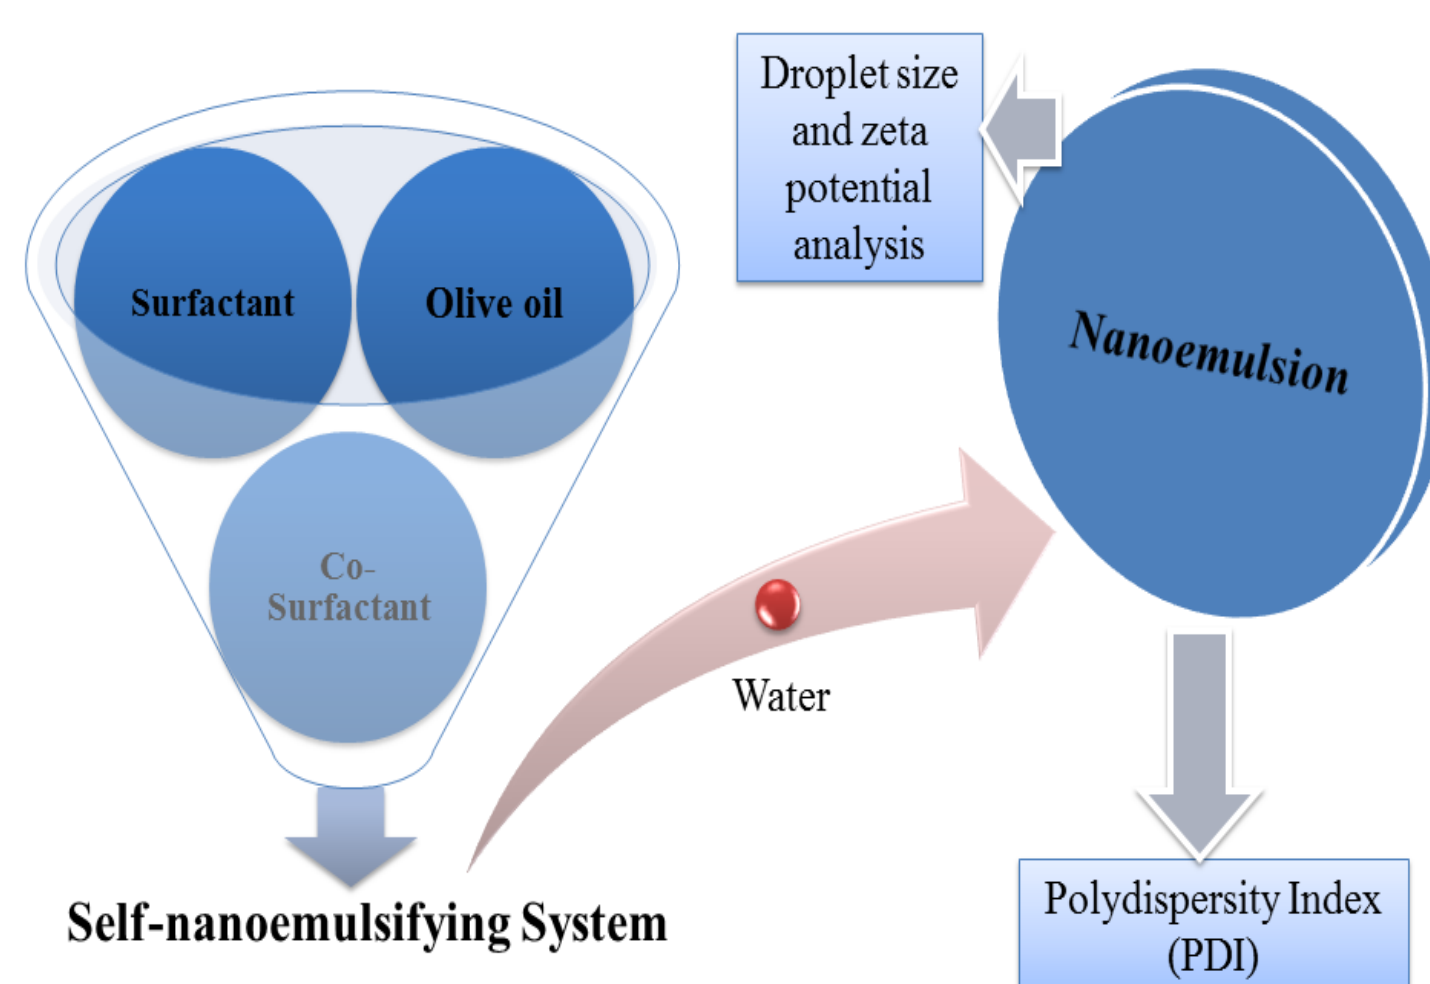 Surfactant
Olive oil
Co-
Surfactant
Self-nanoemulsifying System
Water
Droplet size
and zeta
potential
analysis
Nanoemulsion
Polydispersity Index
(PDI)